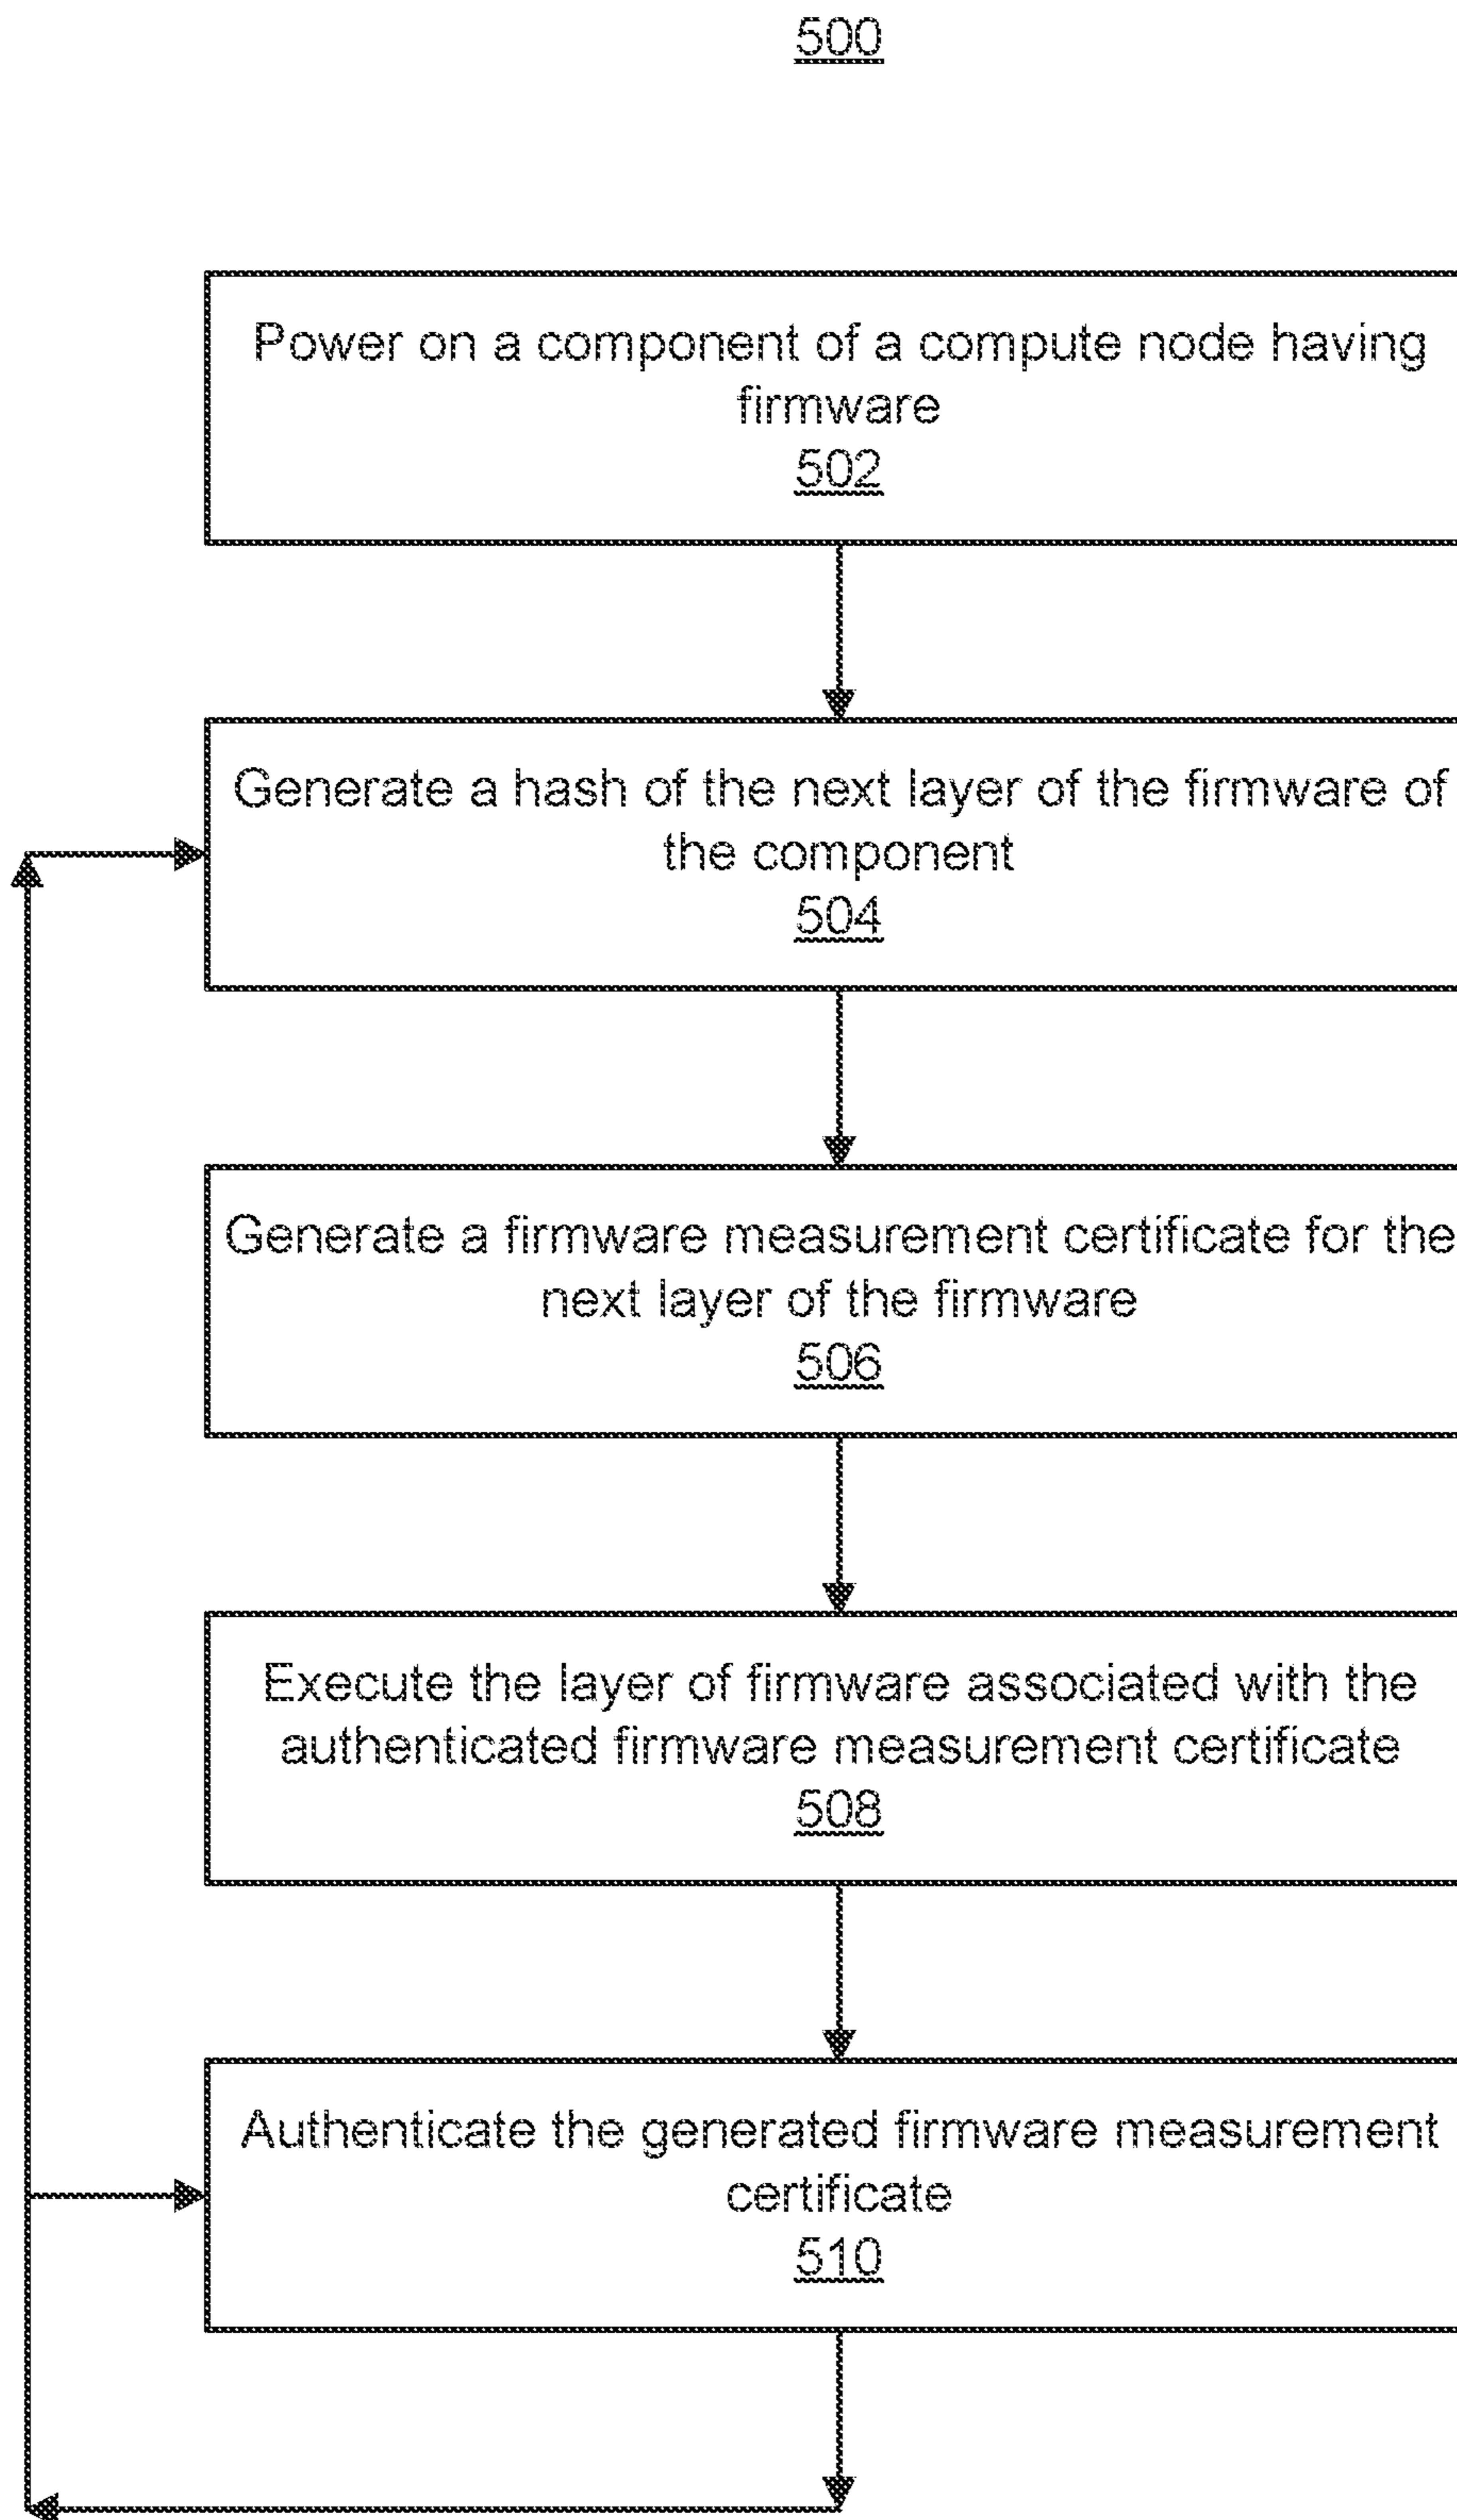 500
Power on a component of a compute node having
firmware
502
Generate a hash of the next layer of the firmware of
the component
504
Generate a firmware measurement certificate for the
next layer of the firmware
506
Execute the layer of firmware associated with the
authenticated firmware measurement certificate
508
Authenticate the generated firmware measurement
certificate
510